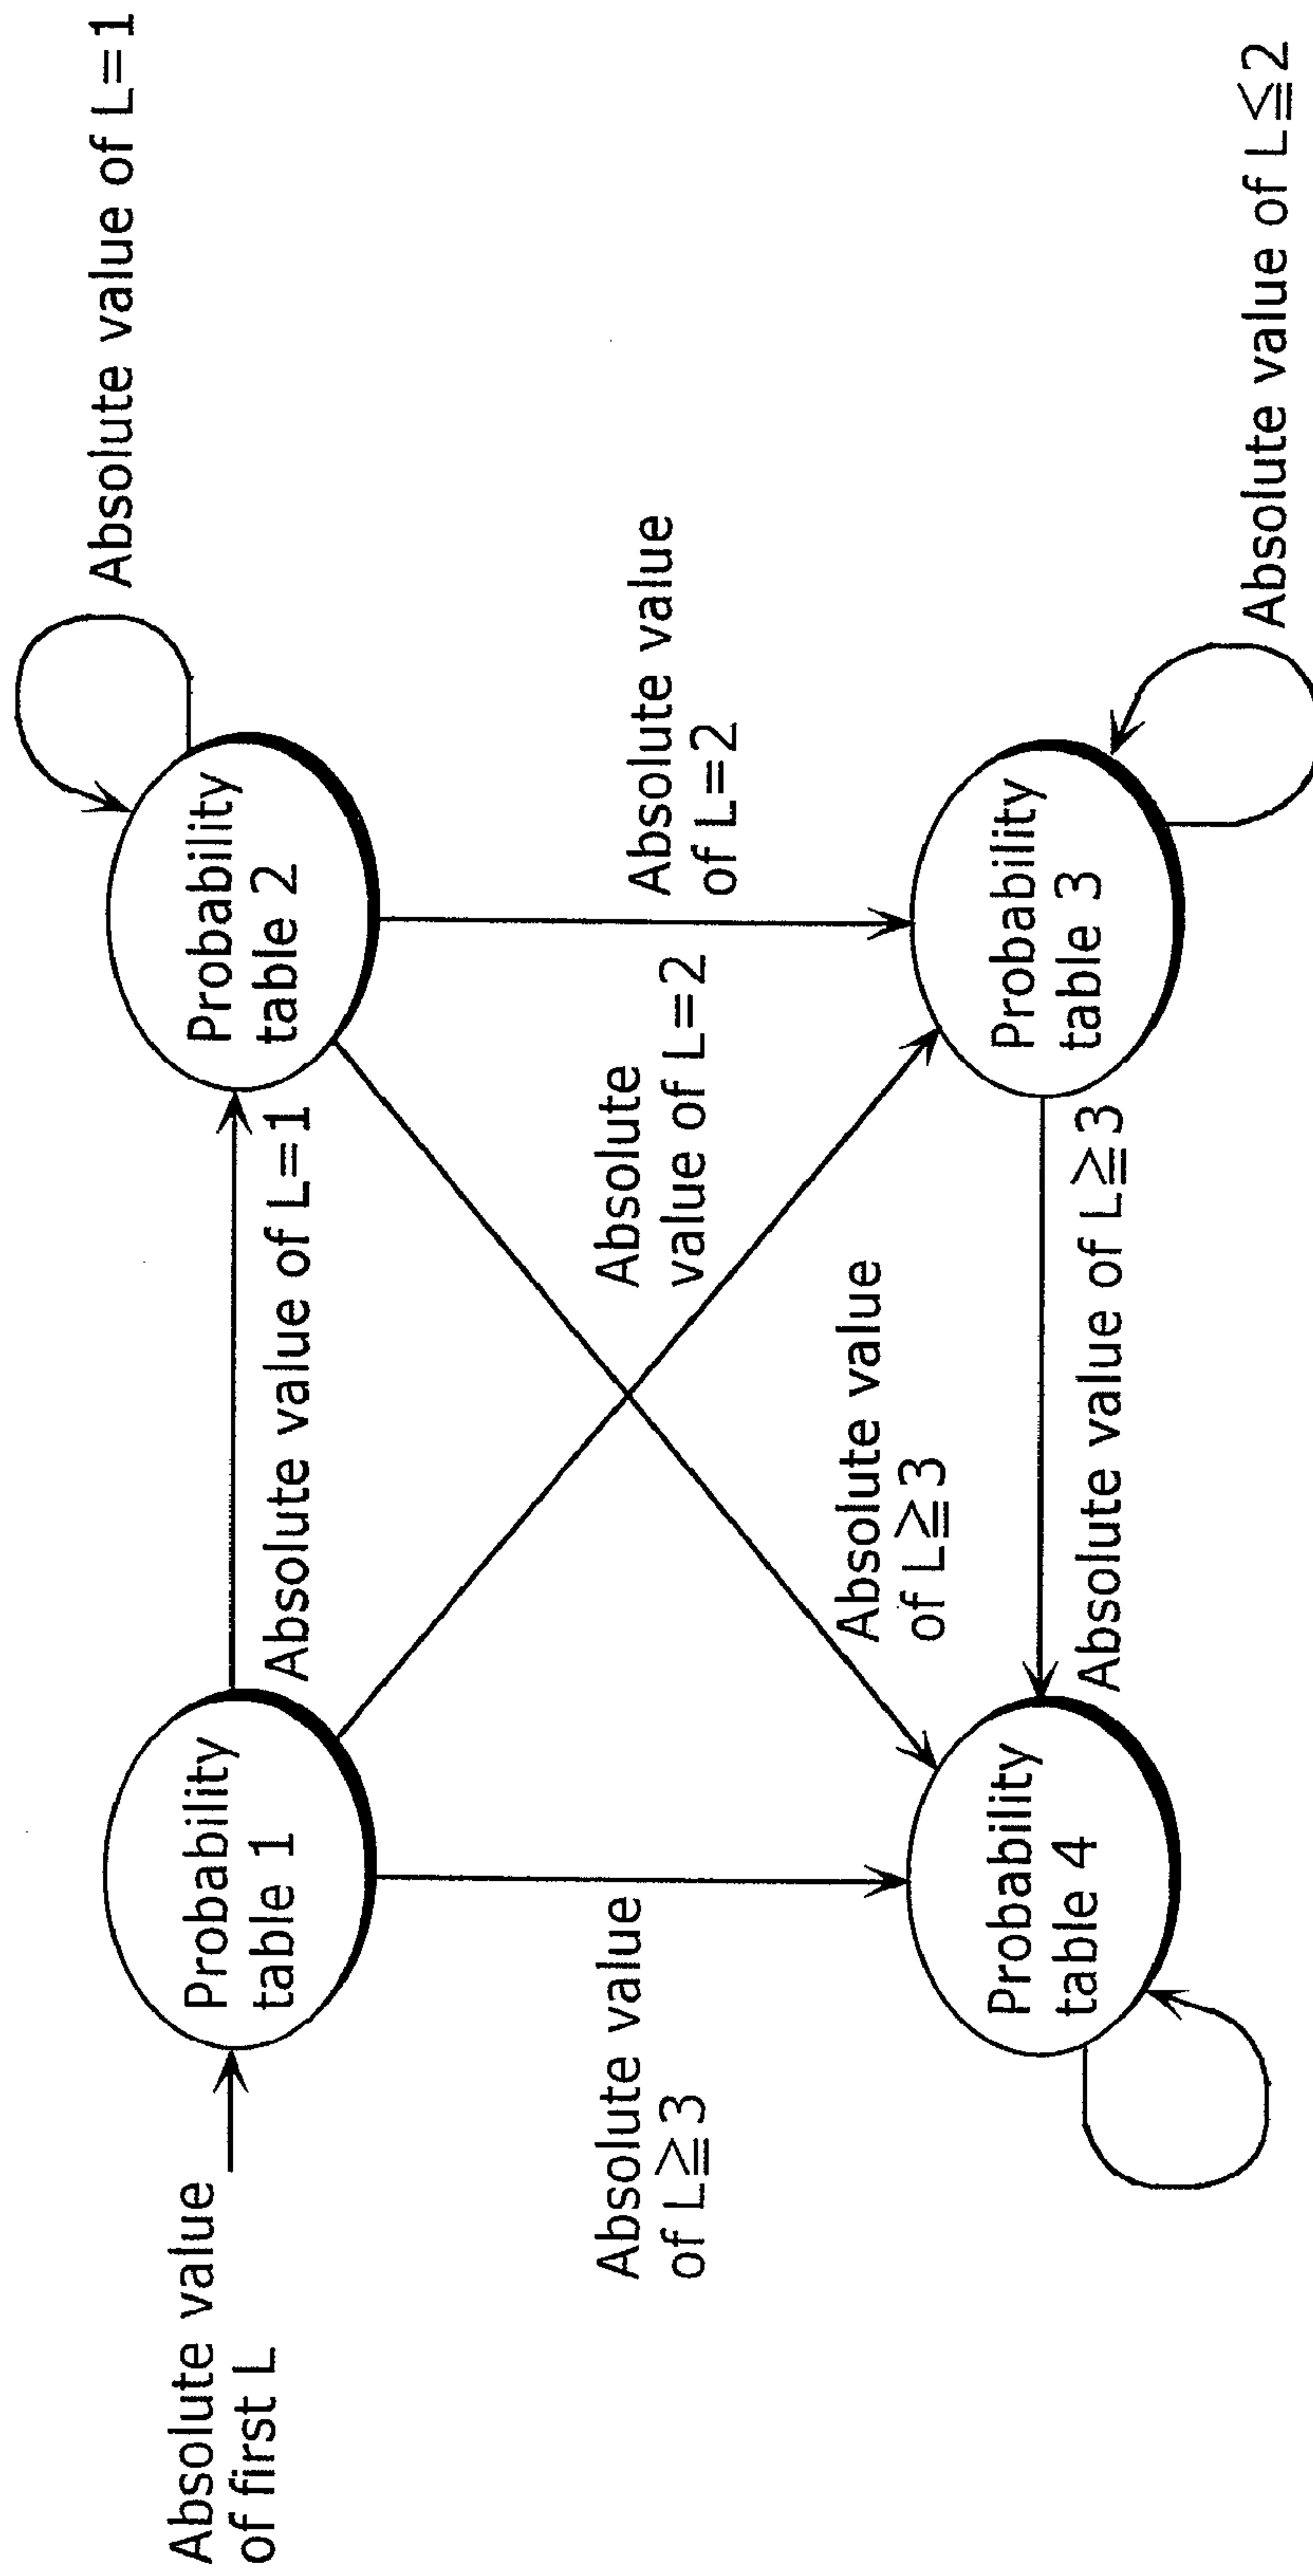 Absolute value
of first L
Probability
table 1
Absolute value of L=1
Probability
table 2
Absolute value of L=1
Absolute value
of L≧3
Absolute
value of L=2
Absolute value
of L=2
Absolute value
of L≧3
Probability
table 4
Absolute value of L≧3
Probability
table 3
Absolute value of L≦2